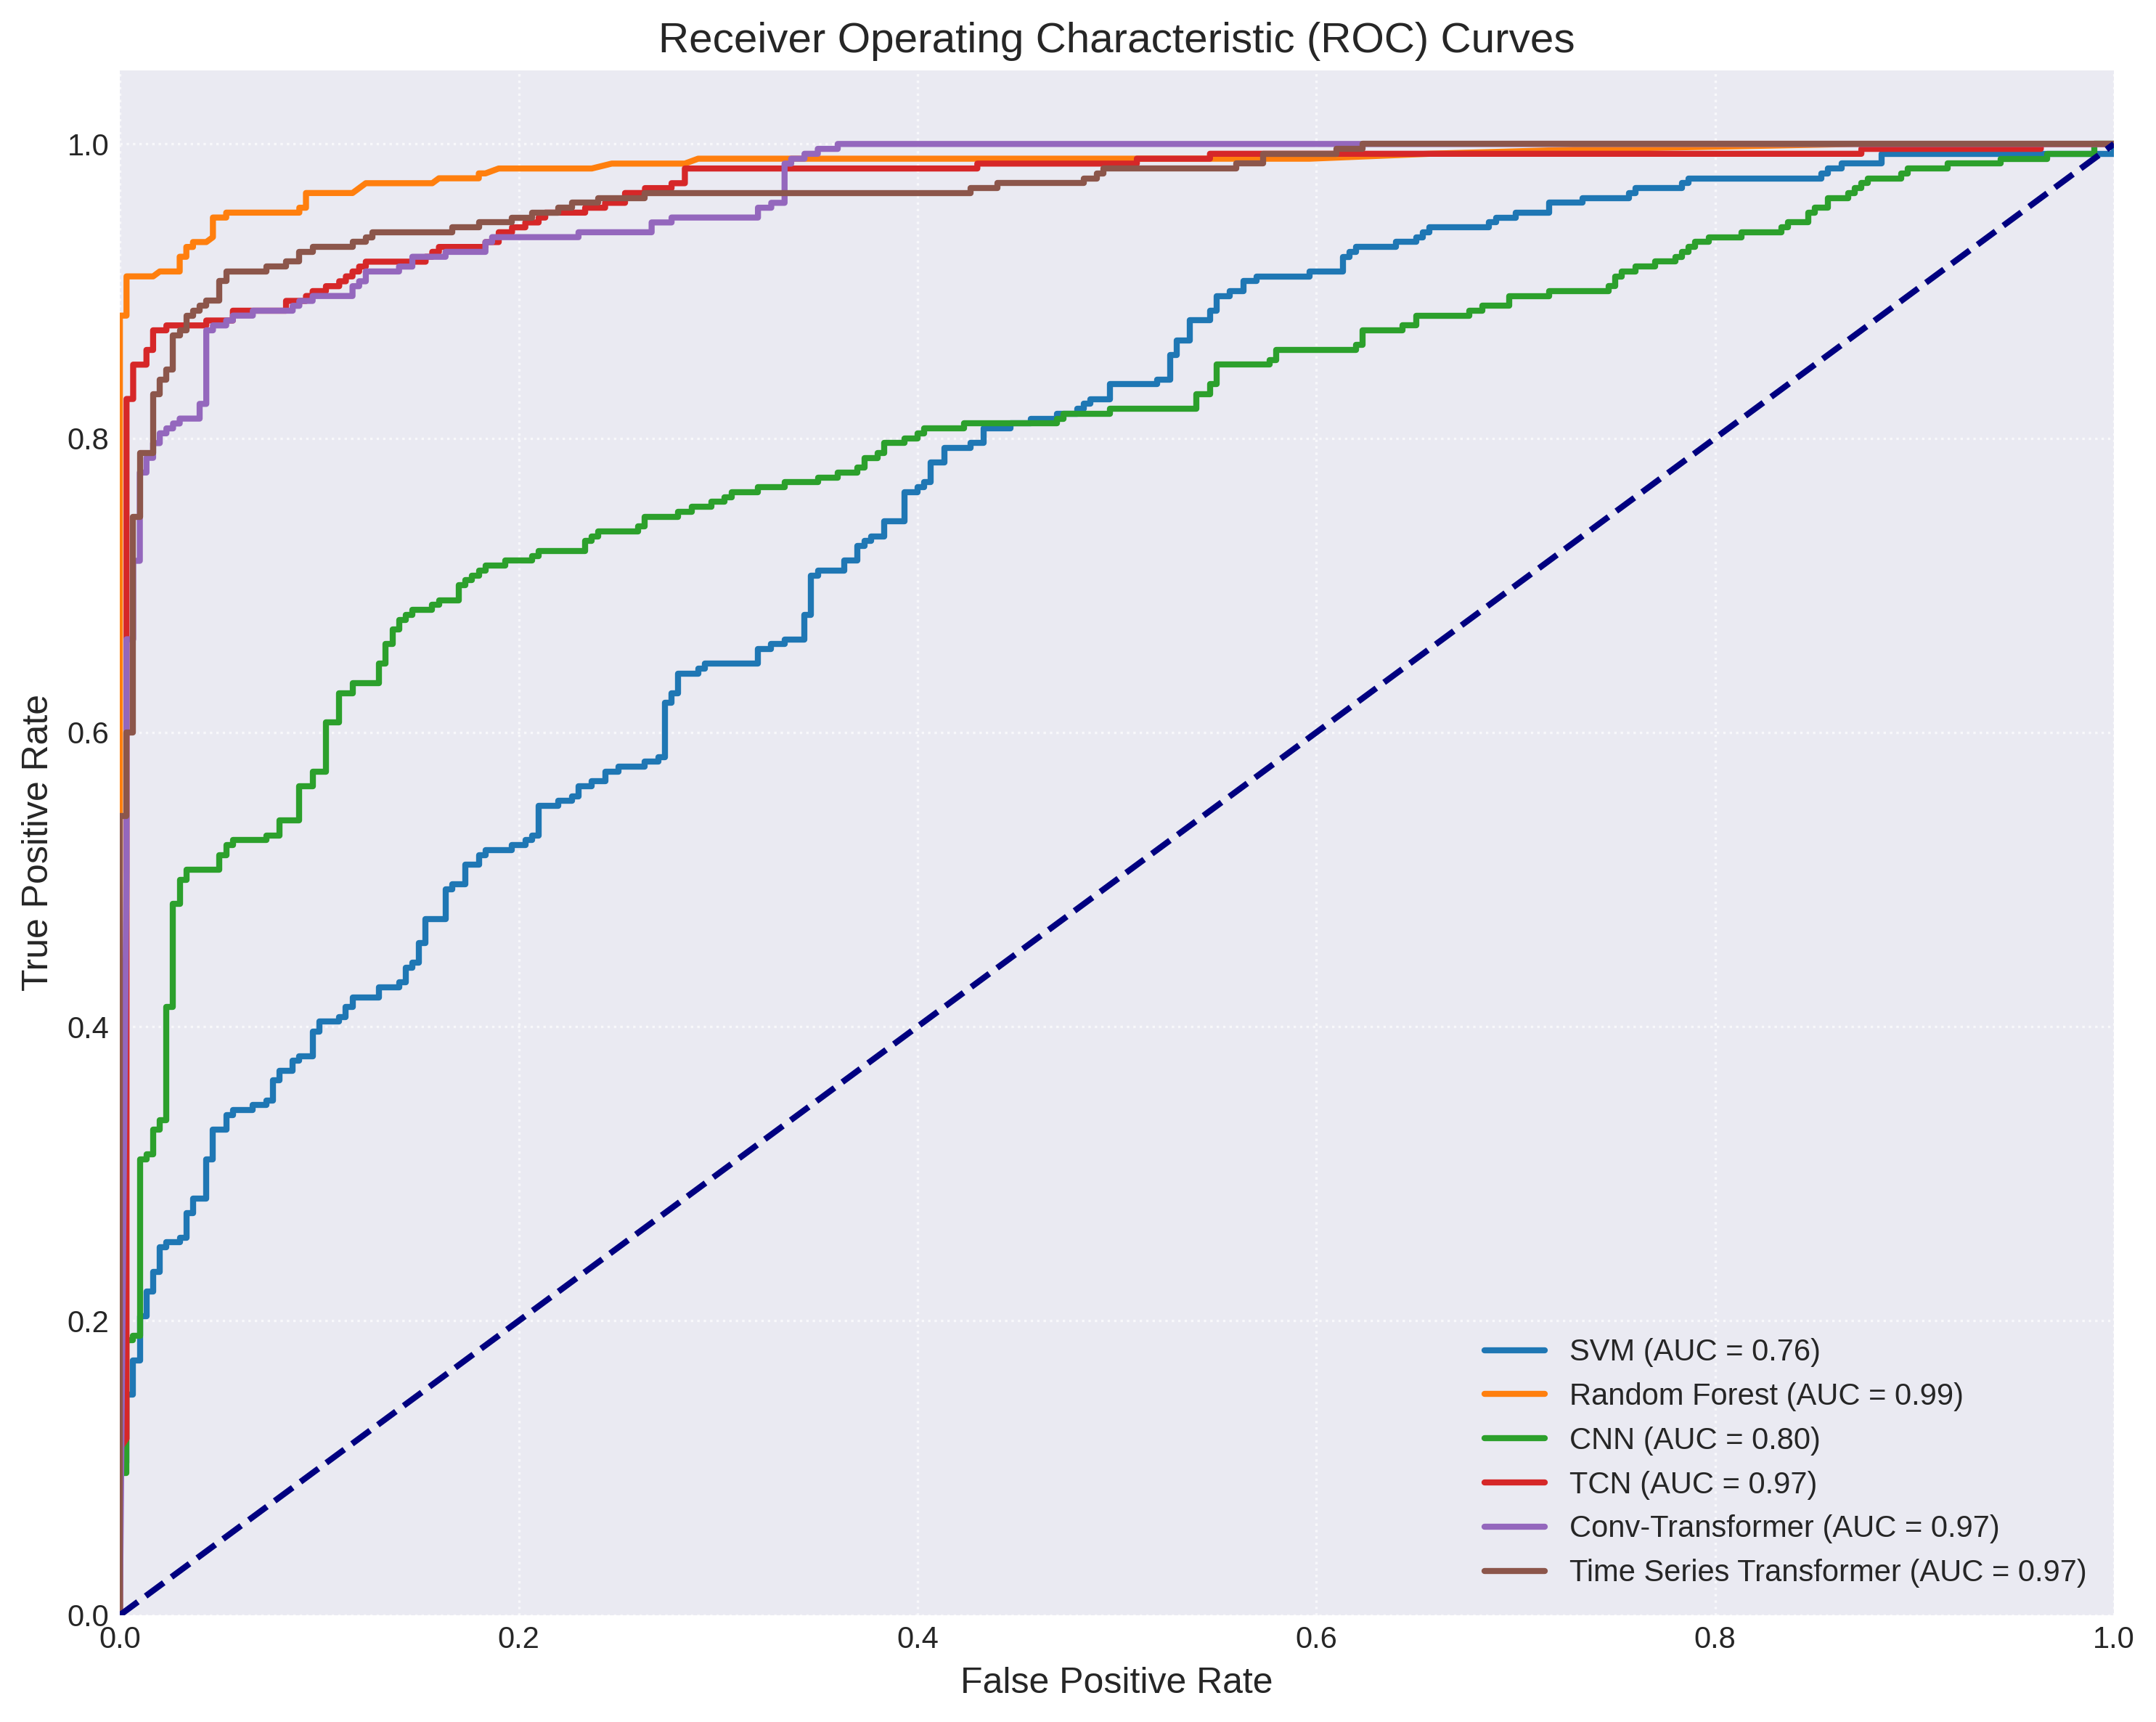 Receiver Operating Characteristic (ROC) Curves
True Positive Rate
1.0
0.8
0.6
0.4
0.2
0.0
0.0 0.2 0.4 0.6 0.8 1.0
False Positive Rate
SVM (AUC = 0.76)
Random Forest (AUC = 0.99)
CNN (AUC = 0.80)
TCN (AUC = 0.97)
Conv-Transformer (AUC = 0.97)
Time Series Transformer (AUC = 0.97)